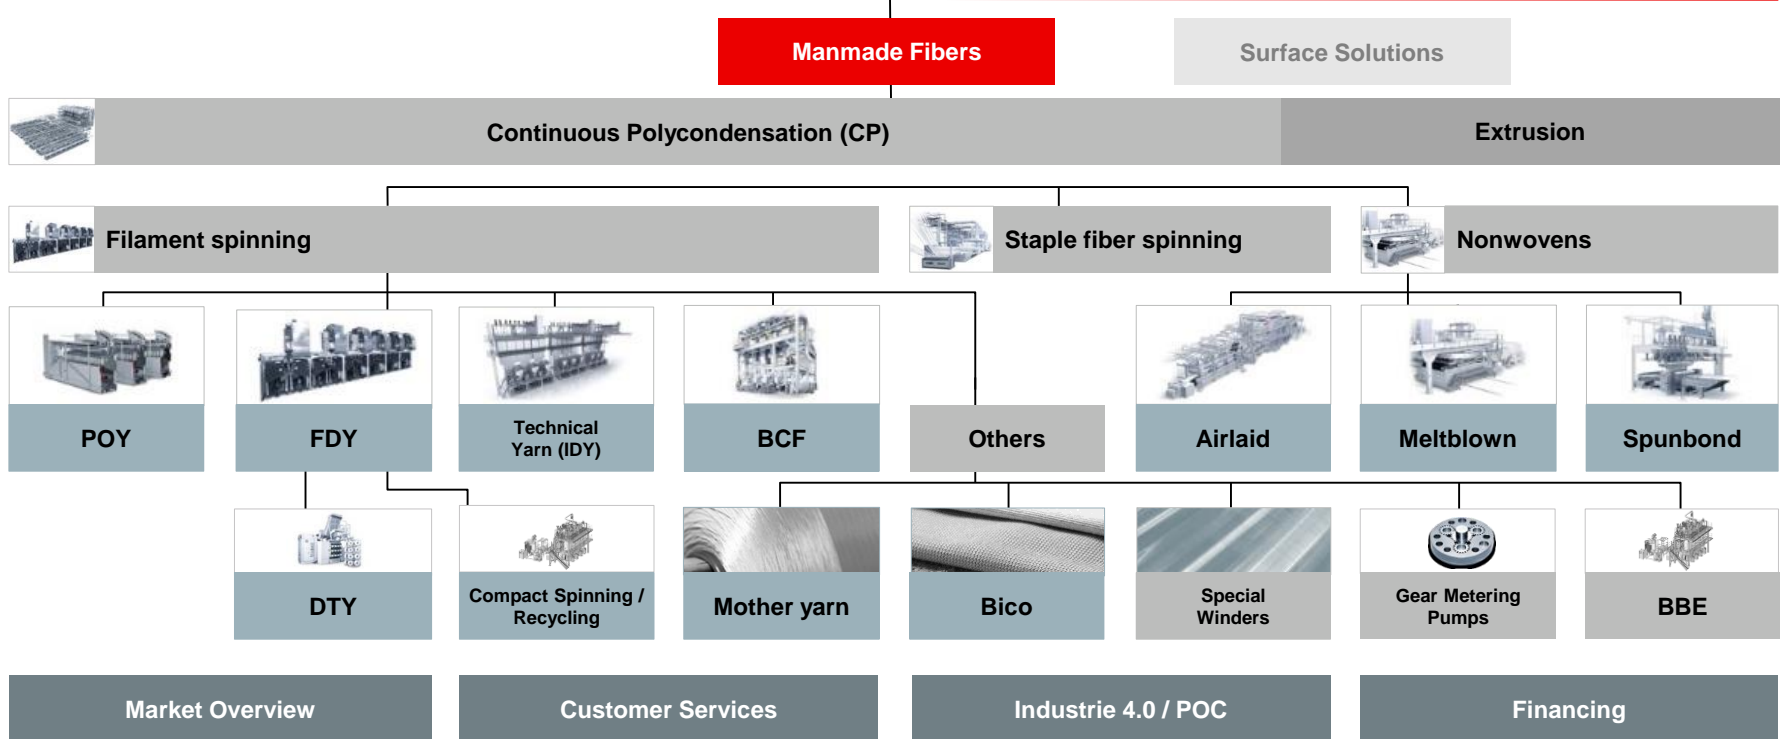 Manmade Fibers
Surface Solutions
Continuous Polycondensation (CP)
Extrusion
Filament spinning
Staple fiber spinning
Nonwovens
POY
FDY
Technical
Yarn (IDY)
BCF
Others
Airlaid
Meltblown
Spunbond
DTY
Compact Spinning /
Recycling
Mother yarn
Bico
Special
Winders
Gear Metering
Pumps
BBE
Market Overview
Customer Services
Industrie 4.0 / POC
Financing